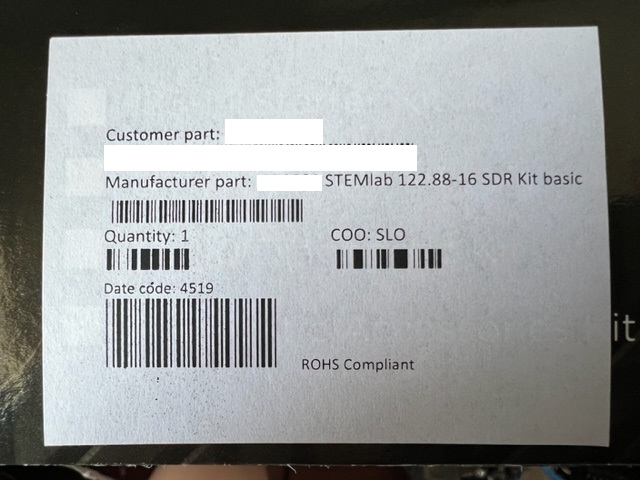 Customer part:
Manufacturer part: STEMlab 122.88-16 SDR Kit basic
Quantity: 1
COO: SLO
Date code: 4519
it
ROHS Compliant